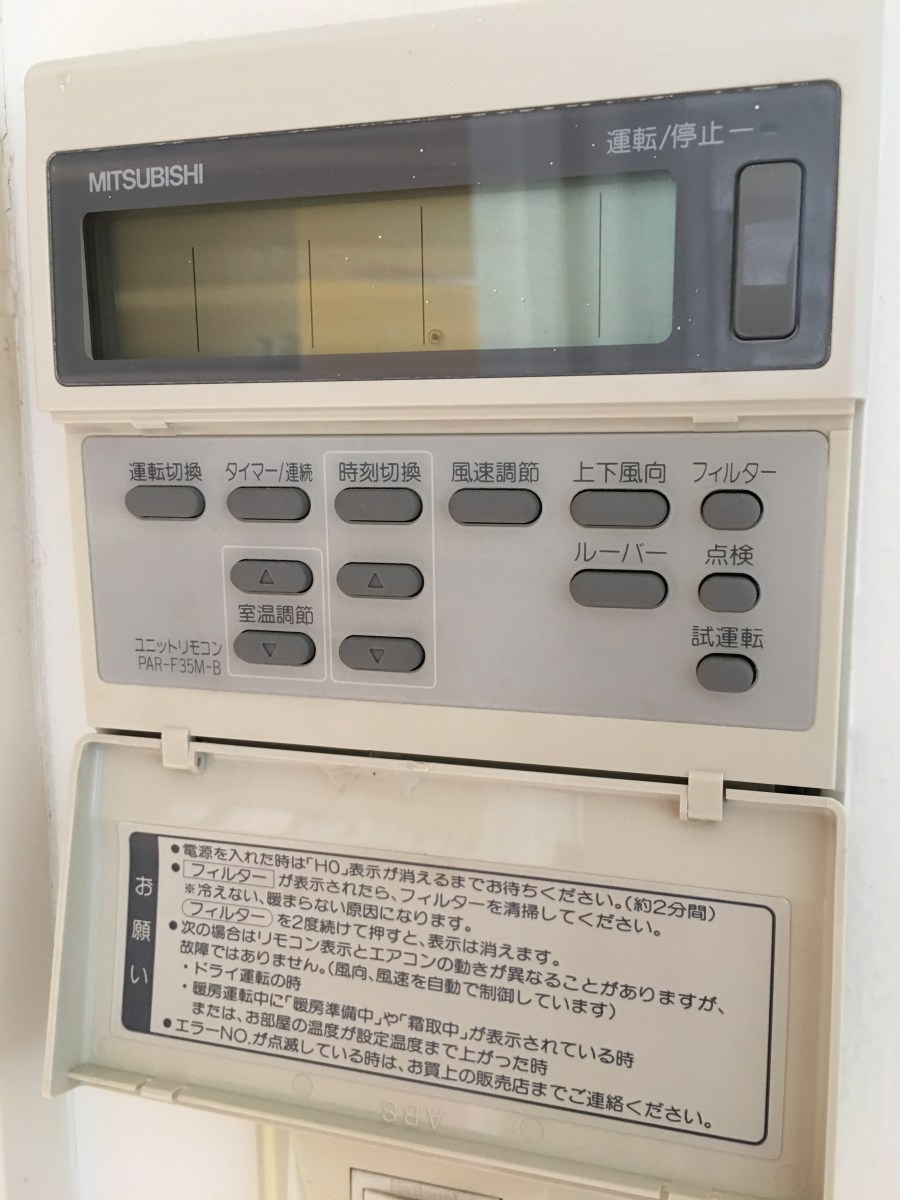 MITSUBISHI
運転/停止
運転切換
タイマー/連続
時刻切換
風速調節
上下風向
フィルター
ルーバー
点検
室温調節
試運転
ユニットリモコン
PAR-F35M-B
お願い
●電源を入れた時は「H0」表示が消えるまでお待ちください。(約2分間)
●フィルター が表示されたら、フィルターを清掃してください。
※冷えない、暖まらない原因になります。
フィルター を2度続けて押すと、表示は消えます。
●次の場合はリモコン表示とエアコンの動きが異なることがありますが、
故障ではありません。(風向、風速を自動で制御しています)
・ドライ運転の時
・暖房運転中に「暖房準備中」や「霜取中」が表示されている時
または、お部屋の温度が設定温度まで上がった時
●エラーNO.が点滅している時は、お買上の販売店までご連絡ください。
ABS